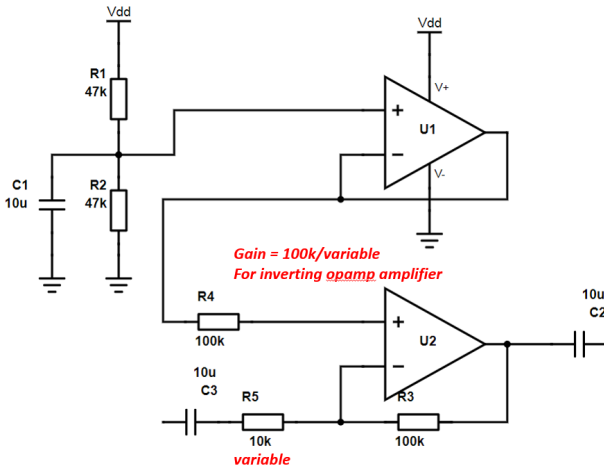 Vdd
Vdd
R1
47k
V+
+
U1
−
C1
10u
R2
47k
V-
Gain = 100k/variable
For inverting opamp amplifier
R4
100k
+
U2
−
10u
C2
10u
C3
R5
10k
R3
100k
variable